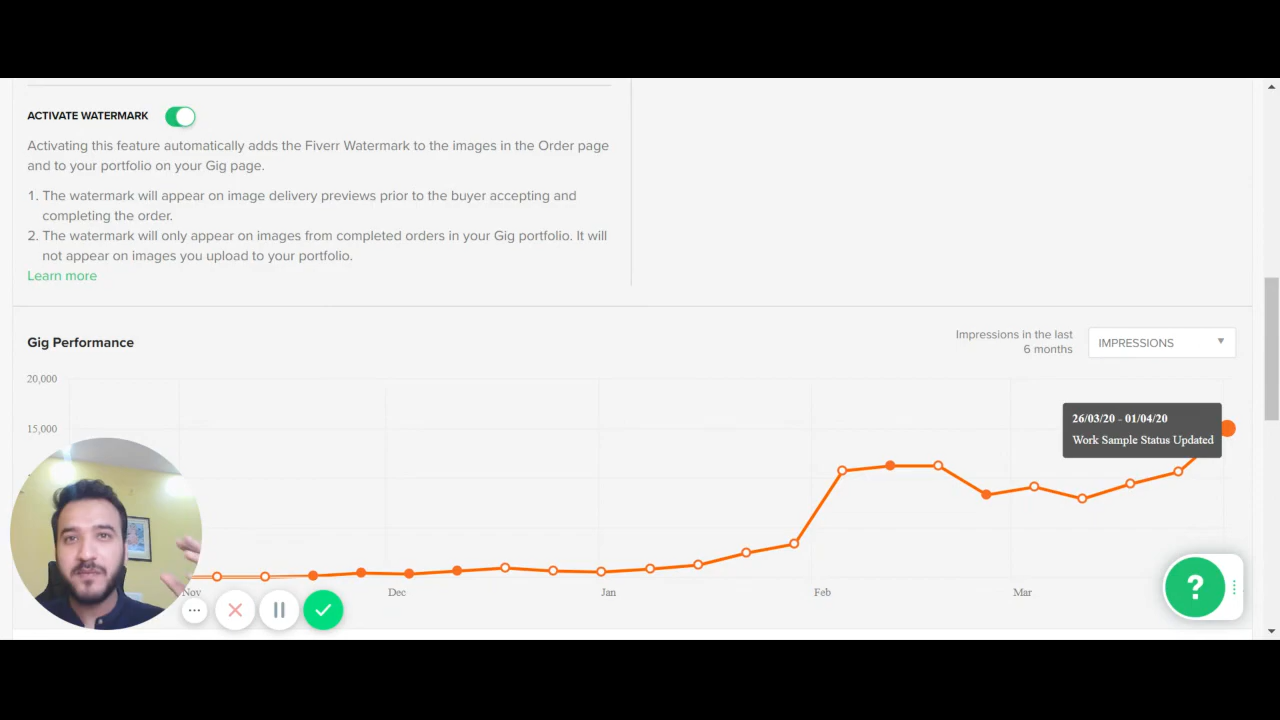 ACTIVATE WATERMARK
Activating this feature automatically adds the Fiverr Watermark to the images in the Order page
and to your portfolio on your Gig page.
1. The watermark will appear on image delivery previews prior to the buyer accepting and
completing the order.
2. The watermark will only appear on images from completed orders in your Gig portfolio. It will
not appear on images you upload to your portfolio.
Learn more
Gig Performance
Impressions in the last
6 months
IMPRESSIONS
20,000
15,000
26/03/20 - 01/04/20
Work Sample Status Updated
Nov
Dec
Jan
Feb
Mar
?